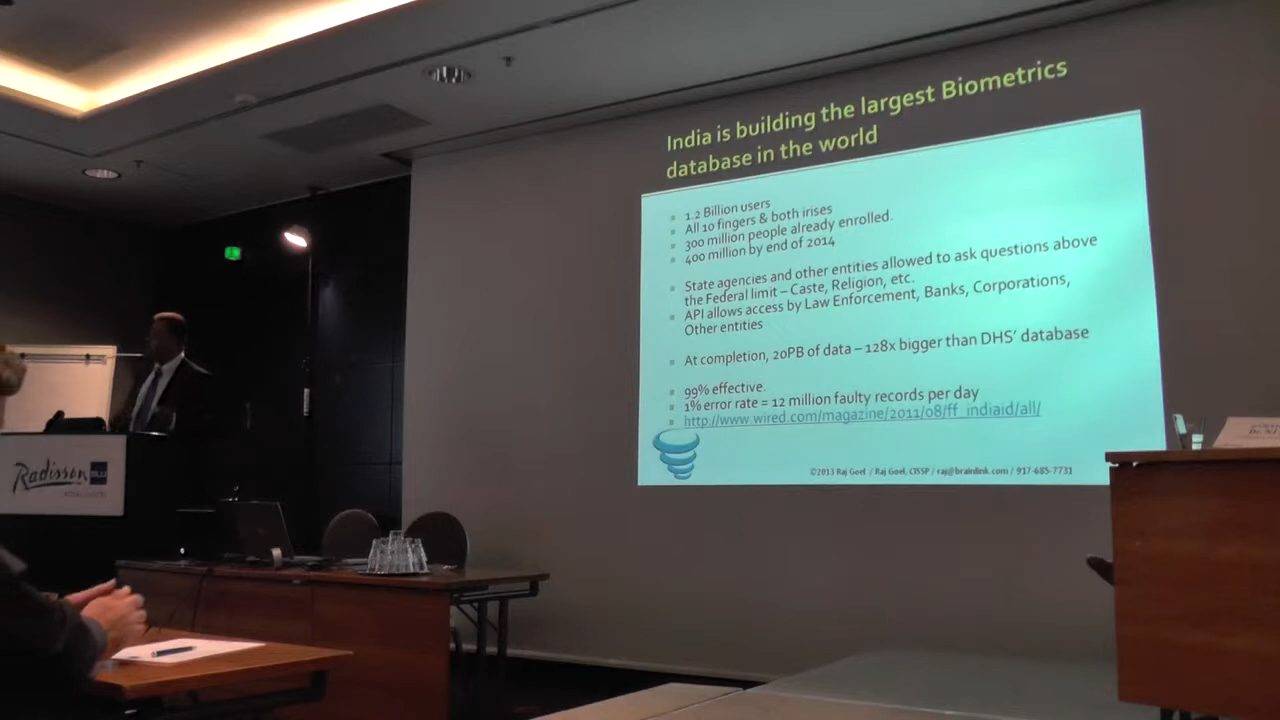 India is building the largest Biometrics
database in the world
1.2 Billion users
All 10 fingers & both irises
300 million people already enrolled.
400 million by end of 2014
State agencies and other entities allowed to ask questions above
the Federal limit – Caste, Religion, etc.
API allows access by Law Enforcement, Banks, Corporations,
Other entities
At completion, 20PB of data – 128x bigger than DHS' database
99% effective.
1% error rate = 12 million faulty records per day
http://www.wired.com/magazine/2011/08/ff_indiaid/all/
©2013 Raj Goel / Raj Goel, CISSP / raj@brainlink.com / 917-685-7731
Radisson BLU